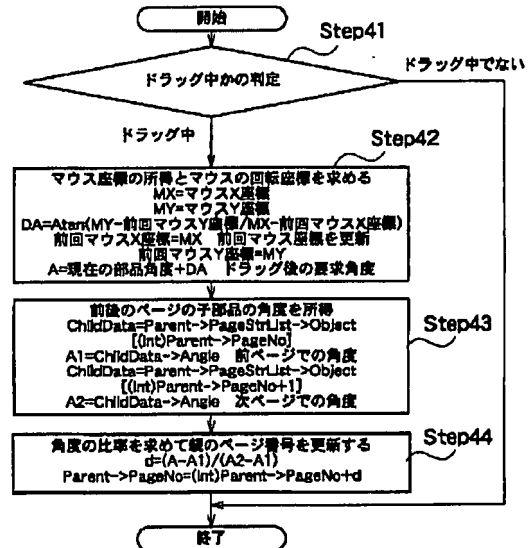 開始
Step41
ドラッグ中かの判定
ドラッグ中でない
ドラッグ中
Step42
マウス座標の所得とマウスの回転座標を求める
MX=マウスX座標
MY=マウスY座標
DA=Atan(MY-前回マウスY座標/MX-前回マウスX座標)
前回マウスX座標=MX 前回マウス座標を更新
前回マウスY座標=MY
A=現在の部品角度+DA ドラッグ後の要求角度
前後のページの子部品の角度を所得
ChildData=Parent->PageStrList->Object
[(int)Parent->PageNo]
A1=ChildData->Angle 前ページでの角度
ChildData=Parent->PageStrList->Object
[(int)Parent->PageNo+1]
A2=ChildData->Angle 次ページでの角度
Step43
角度の比率を求めて親のページ番号を更新する
d=(A-A1)/(A2-A1)
Parent->PageNo=(int)Parent->PageNo+d
Step44
終了